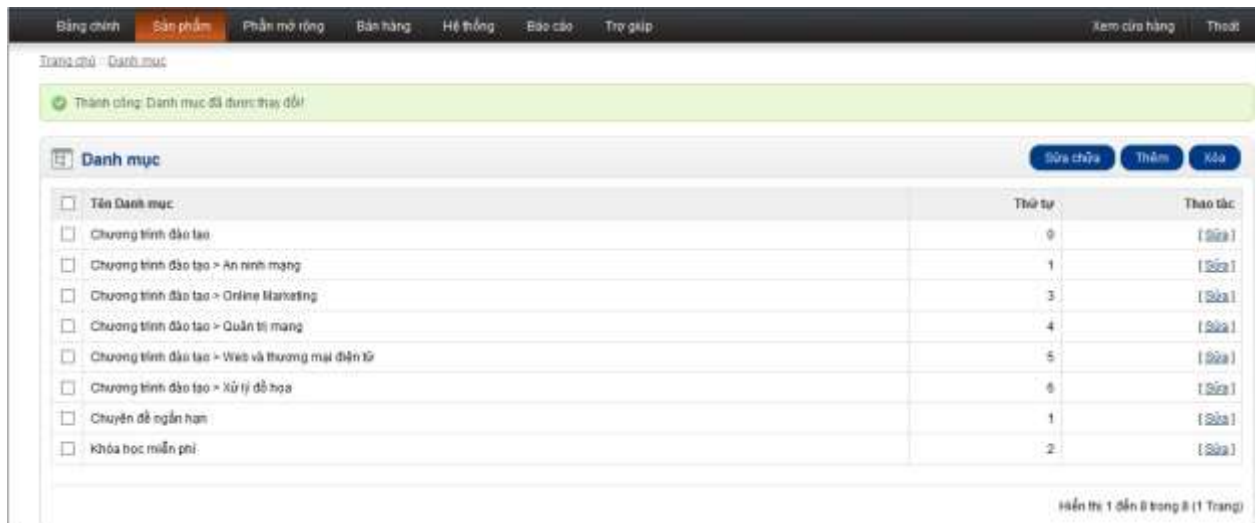 Bảng chính Sản phẩm Phần mở rộng Bán hàng Hệ thống Báo cáo Trợ giúp Xem cửa hàng Thoát
Trang chủ :: Danh mục
Thành công: Danh mục đã được thay đổi!
Danh mục Sửa chữa Thêm Xóa
Tên Danh mục Thứ tự Thao tác
Chương trình đào tạo 0 [ Sửa ]
Chương trình đào tạo > An ninh mạng 1 [ Sửa ]
Chương trình đào tạo > Online Marketing 3 [ Sửa ]
Chương trình đào tạo > Quản trị mạng 4 [ Sửa ]
Chương trình đào tạo > Web và thương mại điện tử 5 [ Sửa ]
Chương trình đào tạo > Xử lý đồ họa 6 [ Sửa ]
Chuyên đề ngắn hạn 1 [ Sửa ]
Khóa học miễn phí 2 [ Sửa ]
Hiển thị 1 đến 8 trong 8 (1 Trang)